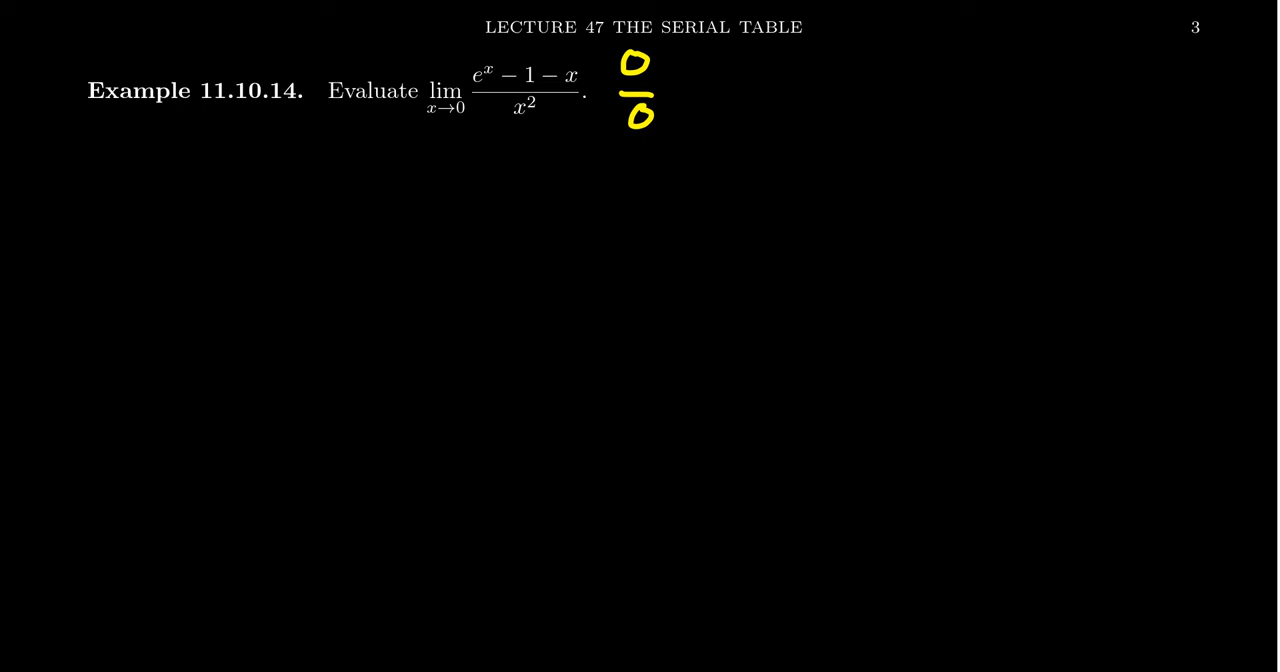 LECTURE 47 THE SERIAL TABLE 3
Example 11.10.14. Evaluate lim_{x→0} (e^x − 1 − x)/x^2. 0/0